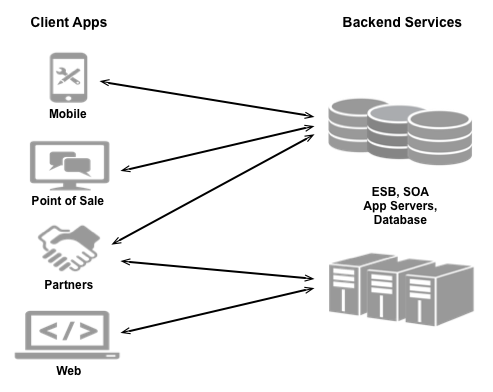 Client Apps
Backend Services
Mobile
Point of Sale
ESB, SOA
App Servers,
Database
Partners
</>
Web